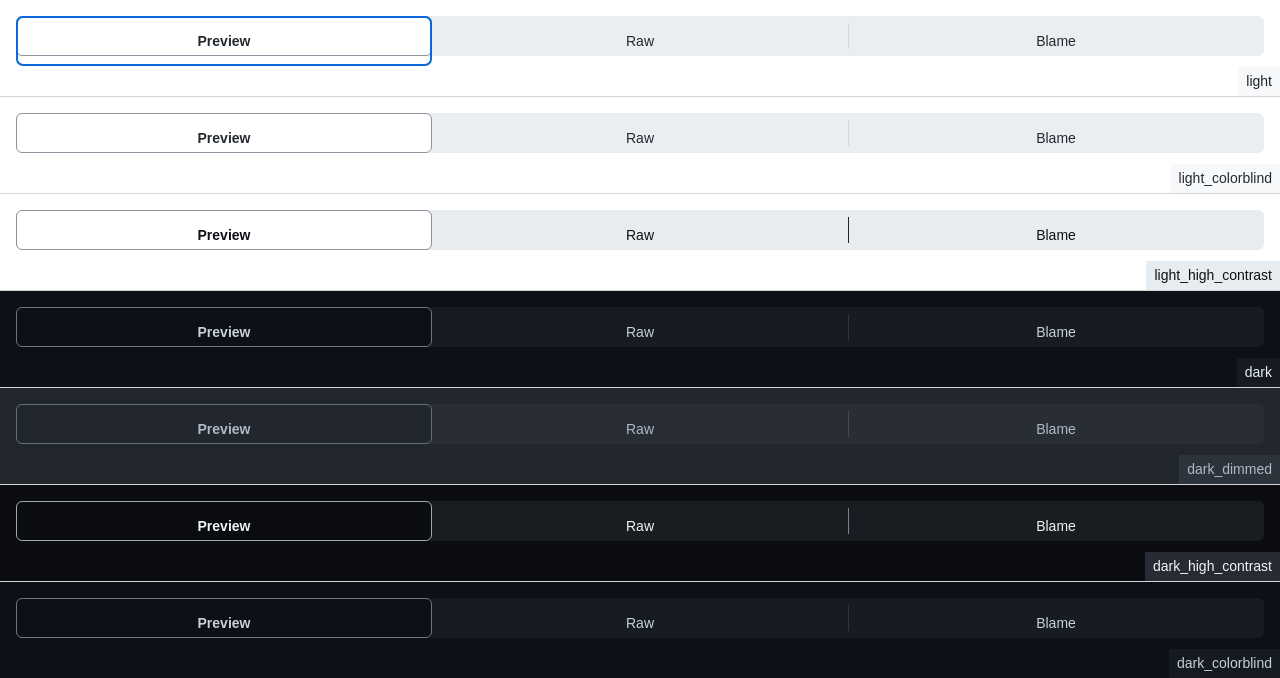 Preview Raw Blame
light
Preview Raw Blame
light_colorblind
Preview Raw Blame
light_high_contrast
Preview Raw Blame
dark
Preview Raw Blame
dark_dimmed
Preview Raw Blame
dark_high_contrast
Preview Raw Blame
dark_colorblind